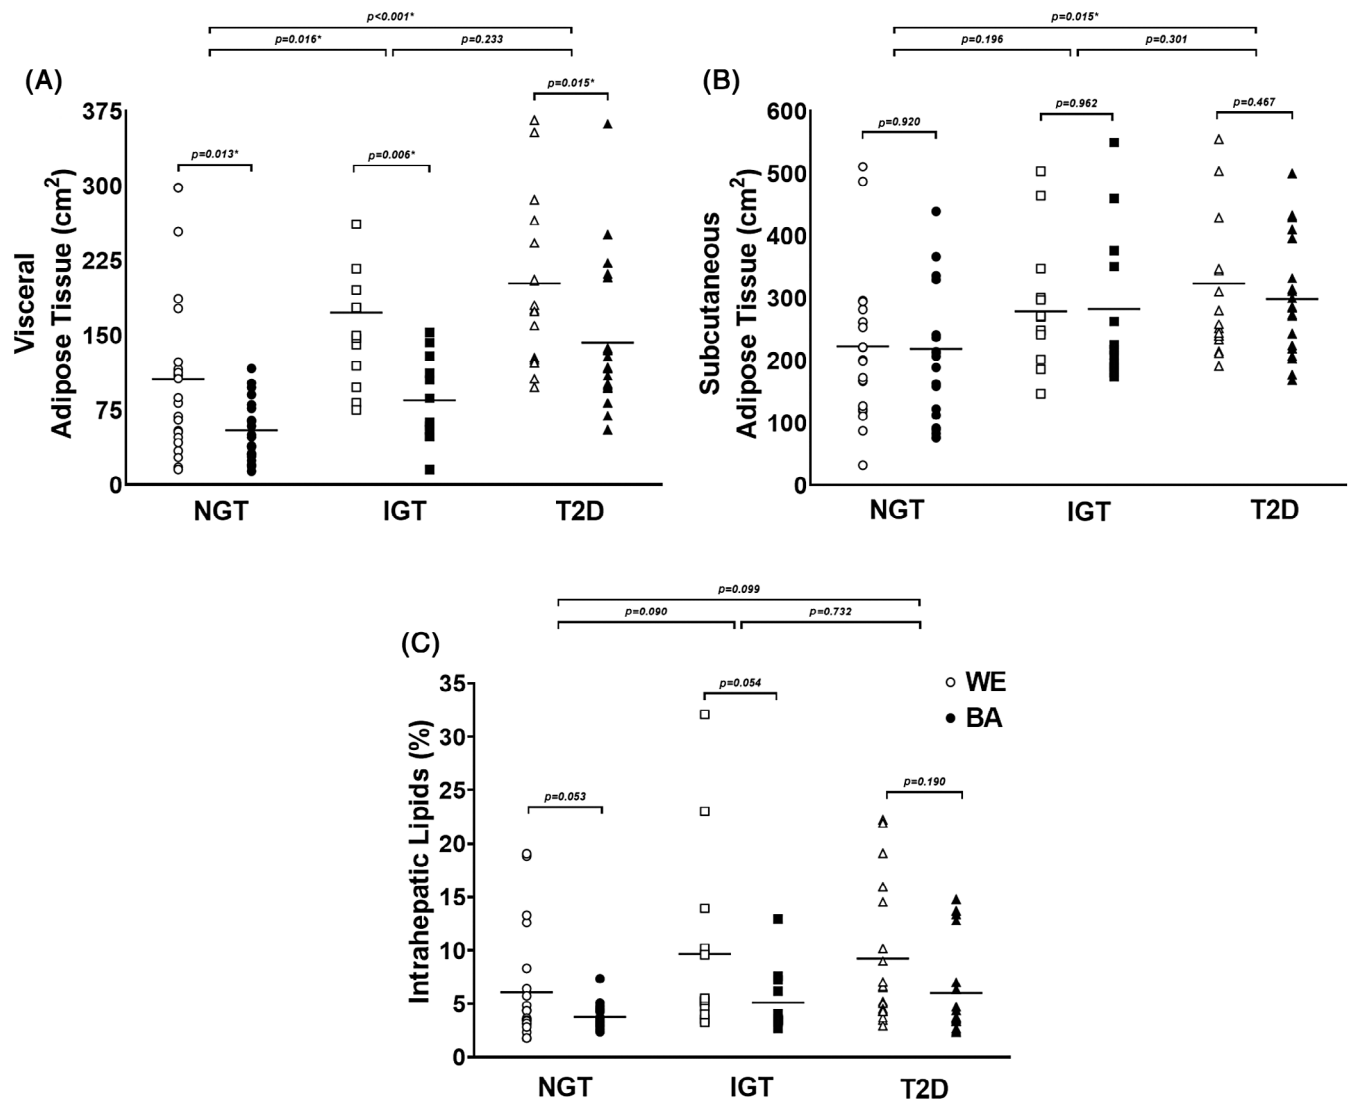 p<0.001*
p=0.016*
p=0.233
(A)
p=0.015*
p=0.013*
p=0.006*
Visceral
Adipose Tissue (cm2)
375
300
225
150
75
0
NGT
IGT
T2D
p=0.015*
p=0.196
p=0.301
(B)
p=0.920
p=0.962
p=0.467
Subcutaneous
Adipose Tissue (cm2)
600
500
400
300
200
100
0
NGT
IGT
T2D
p=0.099
p=0.090
p=0.732
(C)
WE
BA
p=0.053
p=0.054
p=0.190
Intrahepatic Lipids (%)
35
30
25
20
15
10
5
0
NGT
IGT
T2D